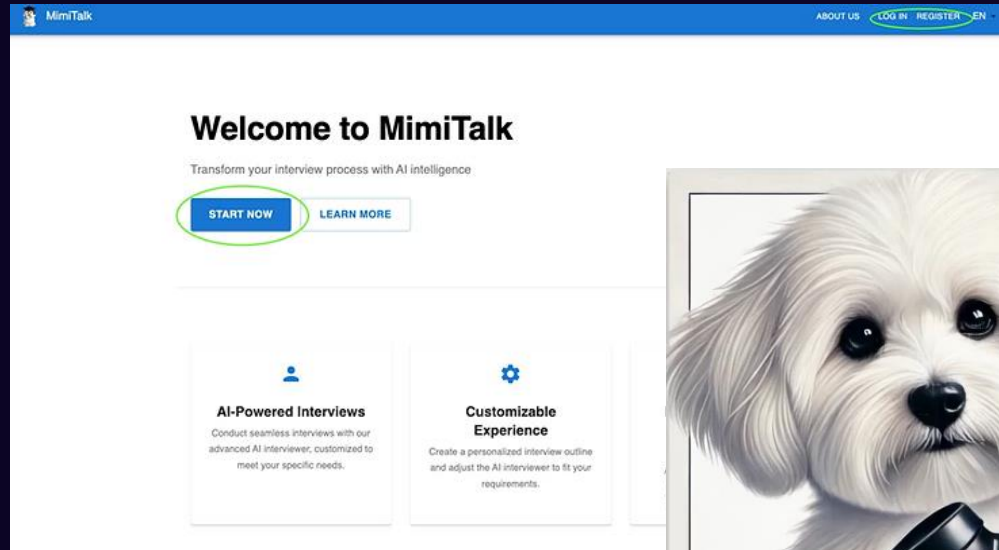 MimiTalk
ABOUT US LOG IN REGISTER EN
Welcome to MimiTalk
Transform your interview process with AI intelligence
START NOW LEARN MORE
AI-Powered Interviews
Conduct seamless interviews with our
advanced AI interviewer, customized to
meet your specific needs.
Customizable
Experience
Create a personalized interview outline
and adjust the AI interviewer to fit your
requirements.